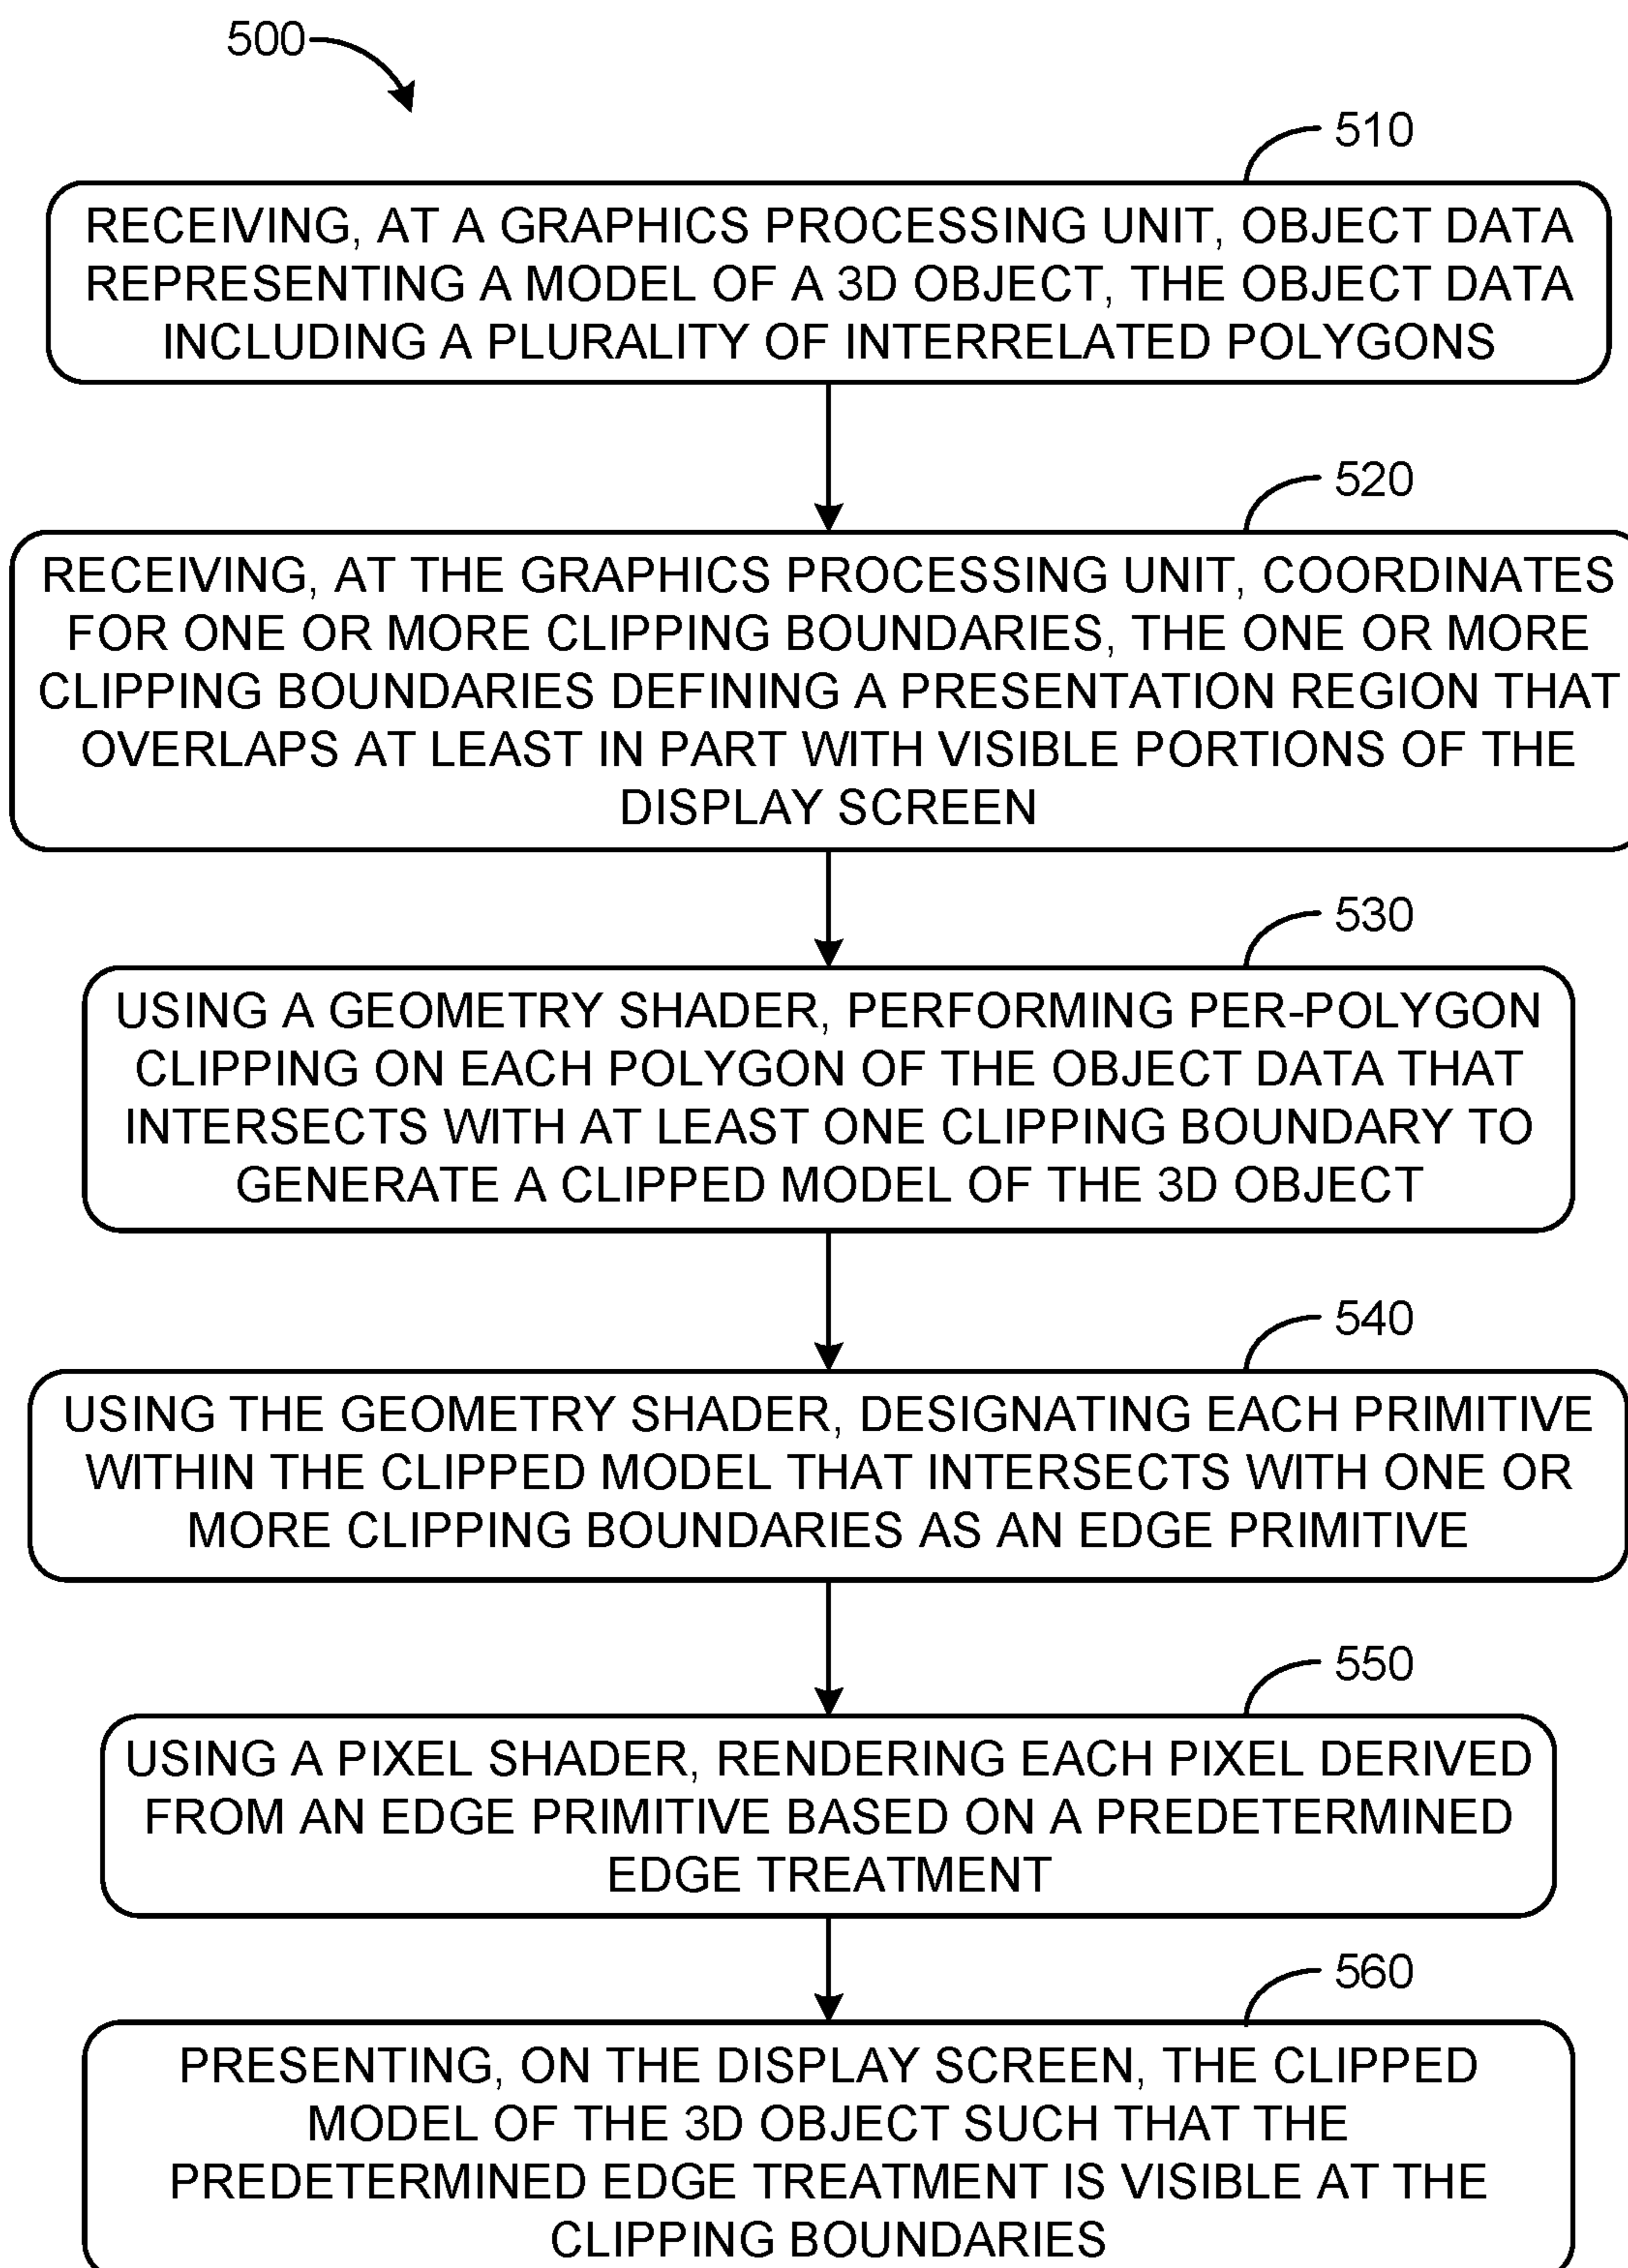 500
510
RECEIVING, AT A GRAPHICS PROCESSING UNIT, OBJECT DATA
REPRESENTING A MODEL OF A 3D OBJECT, THE OBJECT DATA
INCLUDING A PLURALITY OF INTERRELATED POLYGONS
520
RECEIVING, AT THE GRAPHICS PROCESSING UNIT, COORDINATES
FOR ONE OR MORE CLIPPING BOUNDARIES, THE ONE OR MORE
CLIPPING BOUNDARIES DEFINING A PRESENTATION REGION THAT
OVERLAPS AT LEAST IN PART WITH VISIBLE PORTIONS OF THE
DISPLAY SCREEN
530
USING A GEOMETRY SHADER, PERFORMING PER-POLYGON
CLIPPING ON EACH POLYGON OF THE OBJECT DATA THAT
INTERSECTS WITH AT LEAST ONE CLIPPING BOUNDARY TO
GENERATE A CLIPPED MODEL OF THE 3D OBJECT
540
USING THE GEOMETRY SHADER, DESIGNATING EACH PRIMITIVE
WITHIN THE CLIPPED MODEL THAT INTERSECTS WITH ONE OR
MORE CLIPPING BOUNDARIES AS AN EDGE PRIMITIVE
550
USING A PIXEL SHADER, RENDERING EACH PIXEL DERIVED
FROM AN EDGE PRIMITIVE BASED ON A PREDETERMINED
EDGE TREATMENT
560
PRESENTING, ON THE DISPLAY SCREEN, THE CLIPPED
MODEL OF THE 3D OBJECT SUCH THAT THE
PREDETERMINED EDGE TREATMENT IS VISIBLE AT THE
CLIPPING BOUNDARIES